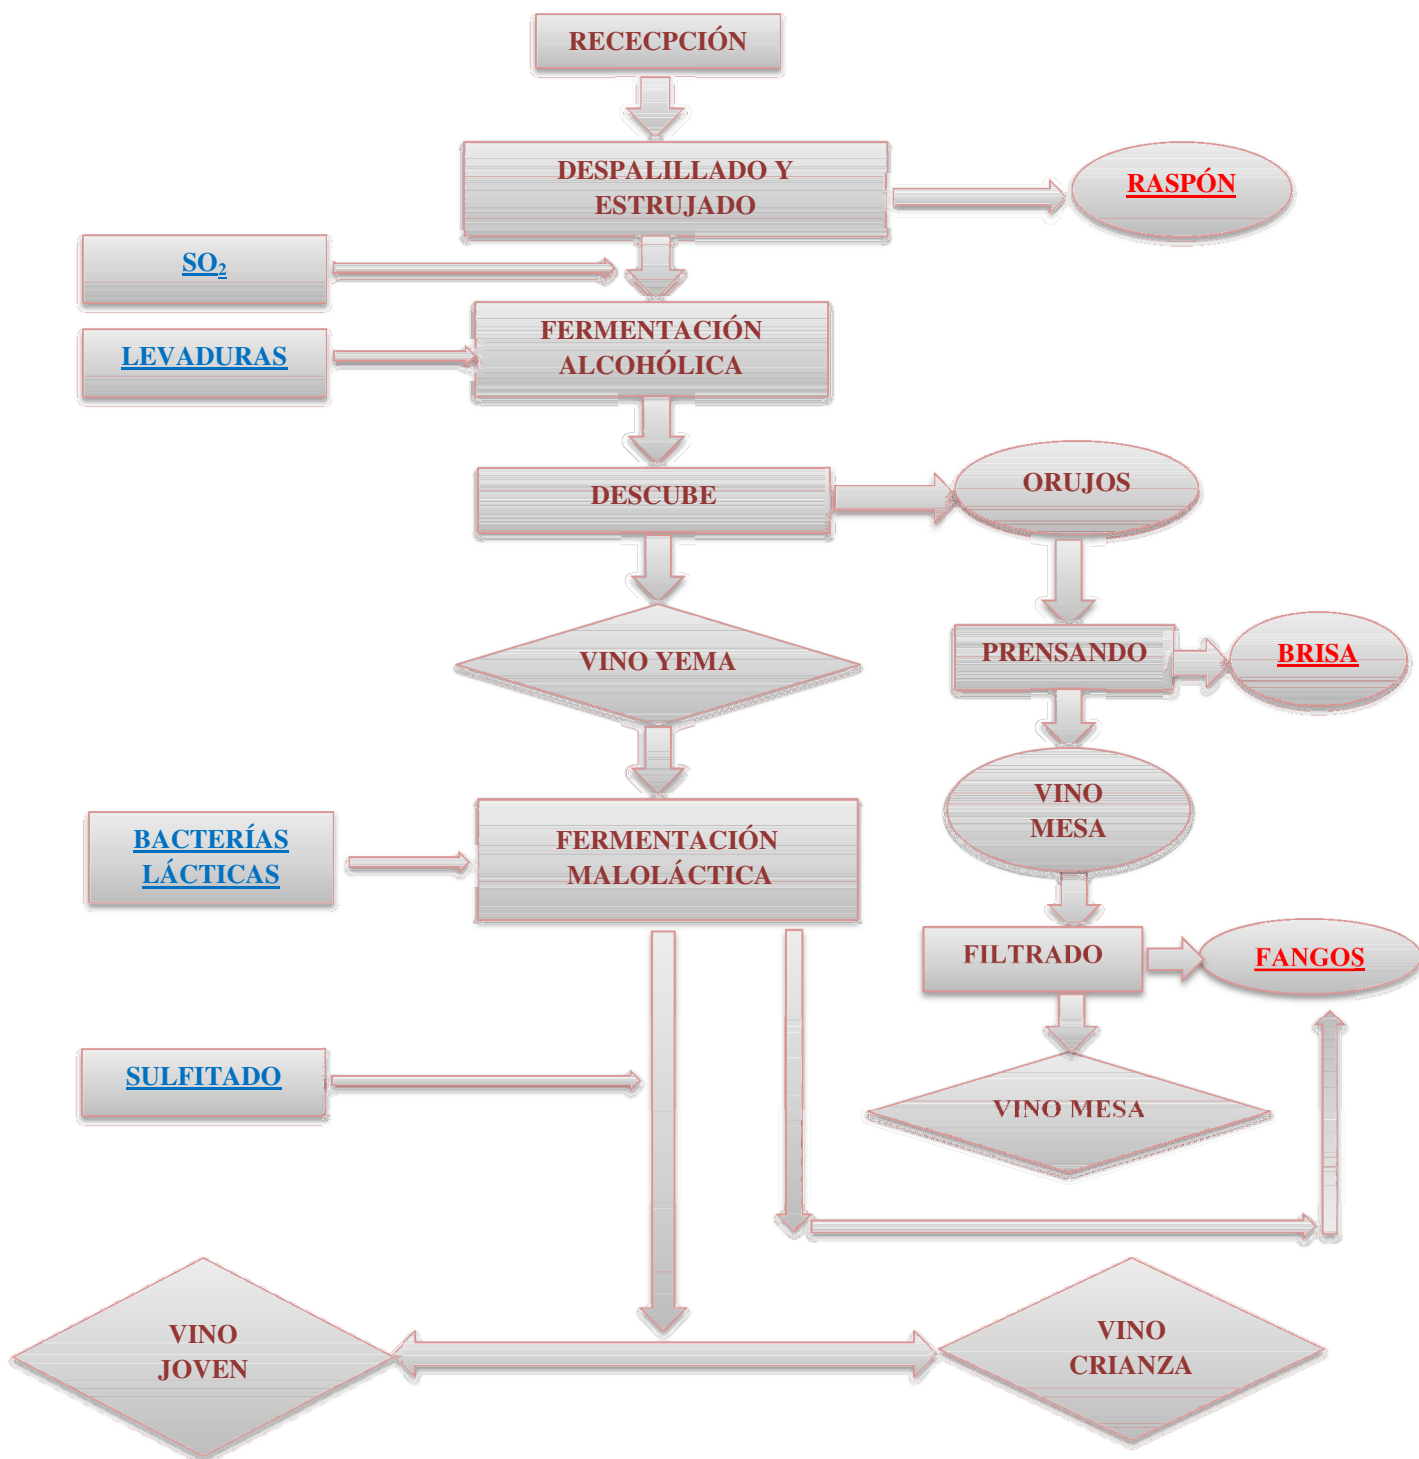 RECECPCIÓN
DESPALILLADO Y
ESTRUJADO
RASPÓN
SO₂
FERMENTACIÓN
ALCOHÓLICA
LEVADURAS
DESCUBE
ORUJOS
VINO YEMA
PRENSANDO
BRISA
VINO
MESA
BACTERÍAS
LÁCTICAS
FERMENTACIÓN
MALOLÁCTICA
FILTRADO
FANGOS
SULFITADO
VINO MESA
VINO
JOVEN
VINO
CRIANZA